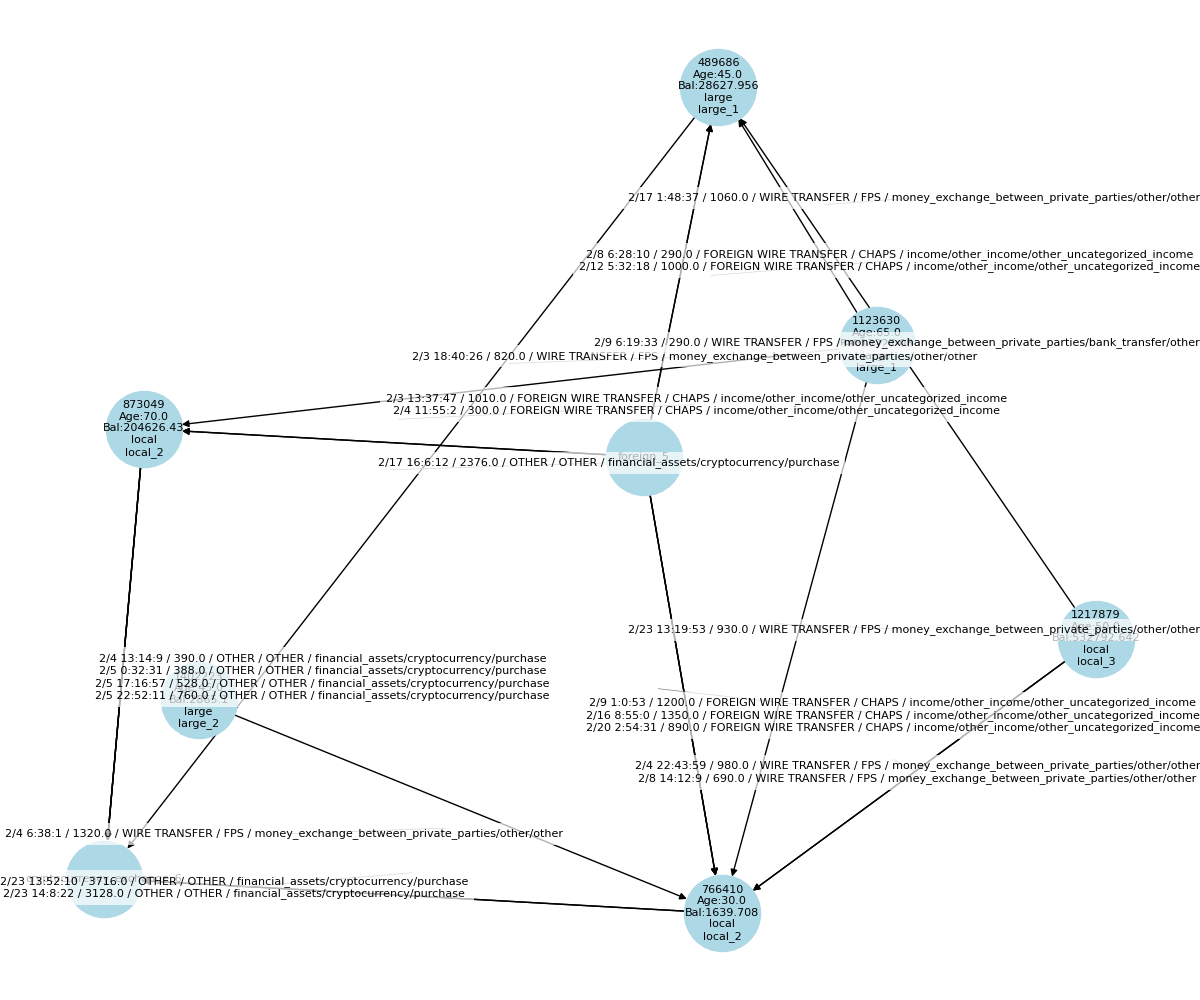 489686
Age:45.0
Bal:28627.956
large
large_1
2/17 1:48:37 / 1060.0 / WIRE TRANSFER / FPS / money_exchange_between_private_parties/other/other
2/8 6:28:10 / 290.0 / FOREIGN WIRE TRANSFER / CHAPS / income/other_income/other_uncategorized_income
2/12 5:32:18 / 1000.0 / FOREIGN WIRE TRANSFER / CHAPS / income/other_income/other_uncategorized_income
1123630
Age:65.0
large_1
2/9 6:19:33 / 290.0 / WIRE TRANSFER / FPS / money_exchange_between_private_parties/bank_transfer/other
2/3 18:40:26 / 820.0 / WIRE TRANSFER / FPS / money_exchange_between_private_parties/other/other
2/3 13:37:47 / 1010.0 / FOREIGN WIRE TRANSFER / CHAPS / income/other_income/other_uncategorized_income
2/4 11:55:2 / 300.0 / FOREIGN WIRE TRANSFER / CHAPS / income/other_income/other_uncategorized_income
873049
Age:70.0
Bal:204626.43
local
local_2
foreign_5
2/17 16:6:12 / 2376.0 / OTHER / OTHER / financial_assets/cryptocurrency/purchase
1217879
2/23 13:19:53 / 930.0 / WIRE TRANSFER / FPS / money_exchange_between_private_parties/other/other
Bal:532792.642
local
local_3
2/4 13:14:9 / 390.0 / OTHER / OTHER / financial_assets/cryptocurrency/purchase
2/5 0:32:31 / 388.0 / OTHER / OTHER / financial_assets/cryptocurrency/purchase
2/5 17:16:57 / 528.0 / OTHER / OTHER / financial_assets/cryptocurrency/purchase
2/5 22:52:11 / 760.0 / OTHER / OTHER / financial_assets/cryptocurrency/purchase
large
large_2
2/9 1:0:53 / 1200.0 / FOREIGN WIRE TRANSFER / CHAPS / income/other_income/other_uncategorized_income
2/16 8:55:0 / 1350.0 / FOREIGN WIRE TRANSFER / CHAPS / income/other_income/other_uncategorized_income
2/20 2:54:31 / 890.0 / FOREIGN WIRE TRANSFER / CHAPS / income/other_income/other_uncategorized_income
2/4 22:43:59 / 980.0 / WIRE TRANSFER / FPS / money_exchange_between_private_parties/other/other
2/8 14:12:9 / 690.0 / WIRE TRANSFER / FPS / money_exchange_between_private_parties/other/other
2/4 6:38:1 / 1320.0 / WIRE TRANSFER / FPS / money_exchange_between_private_parties/other/other
2/23 13:52:10 / 3716.0 / OTHER / OTHER / financial_assets/cryptocurrency/purchase
2/23 14:8:22 / 3128.0 / OTHER / OTHER / financial_assets/cryptocurrency/purchase
766410
Age:30.0
Bal:1639.708
local
local_2